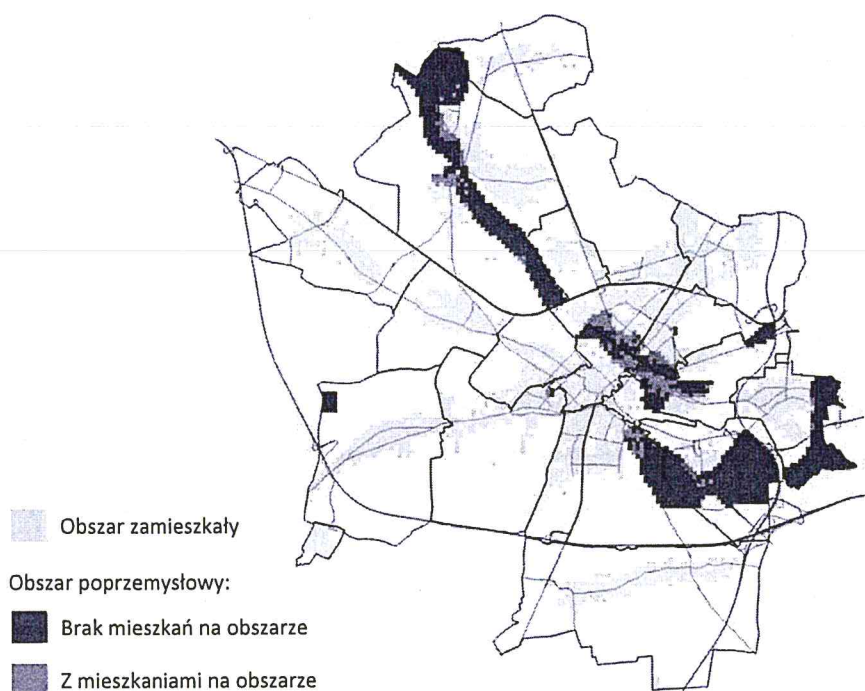 Obszar zamieszkały
Obszar poprzemysłowy:
Brak mieszkań na obszarze
Z mieszkaniami na obszarze